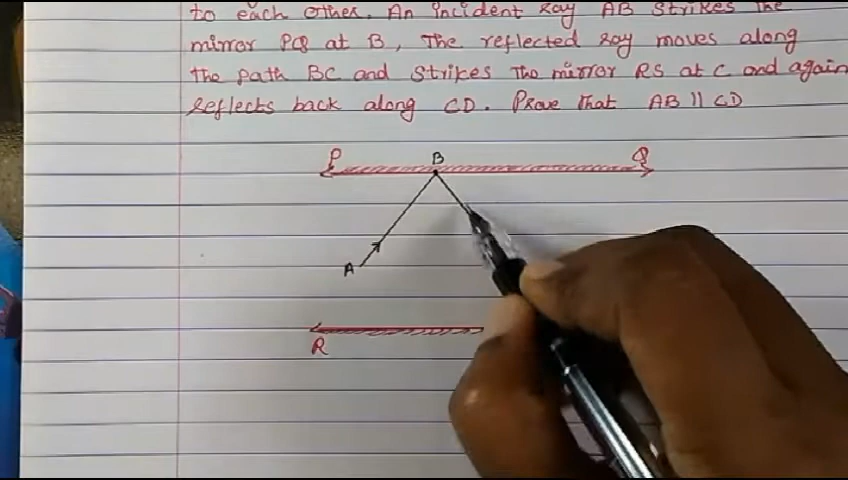 to each other. An incident ray AB strikes the
mirror PQ at B, The reflected ray moves along
the path BC and strikes the mirror RS at C and again
reflects back along CD. Prove that AB || CD
P B Q
A
R